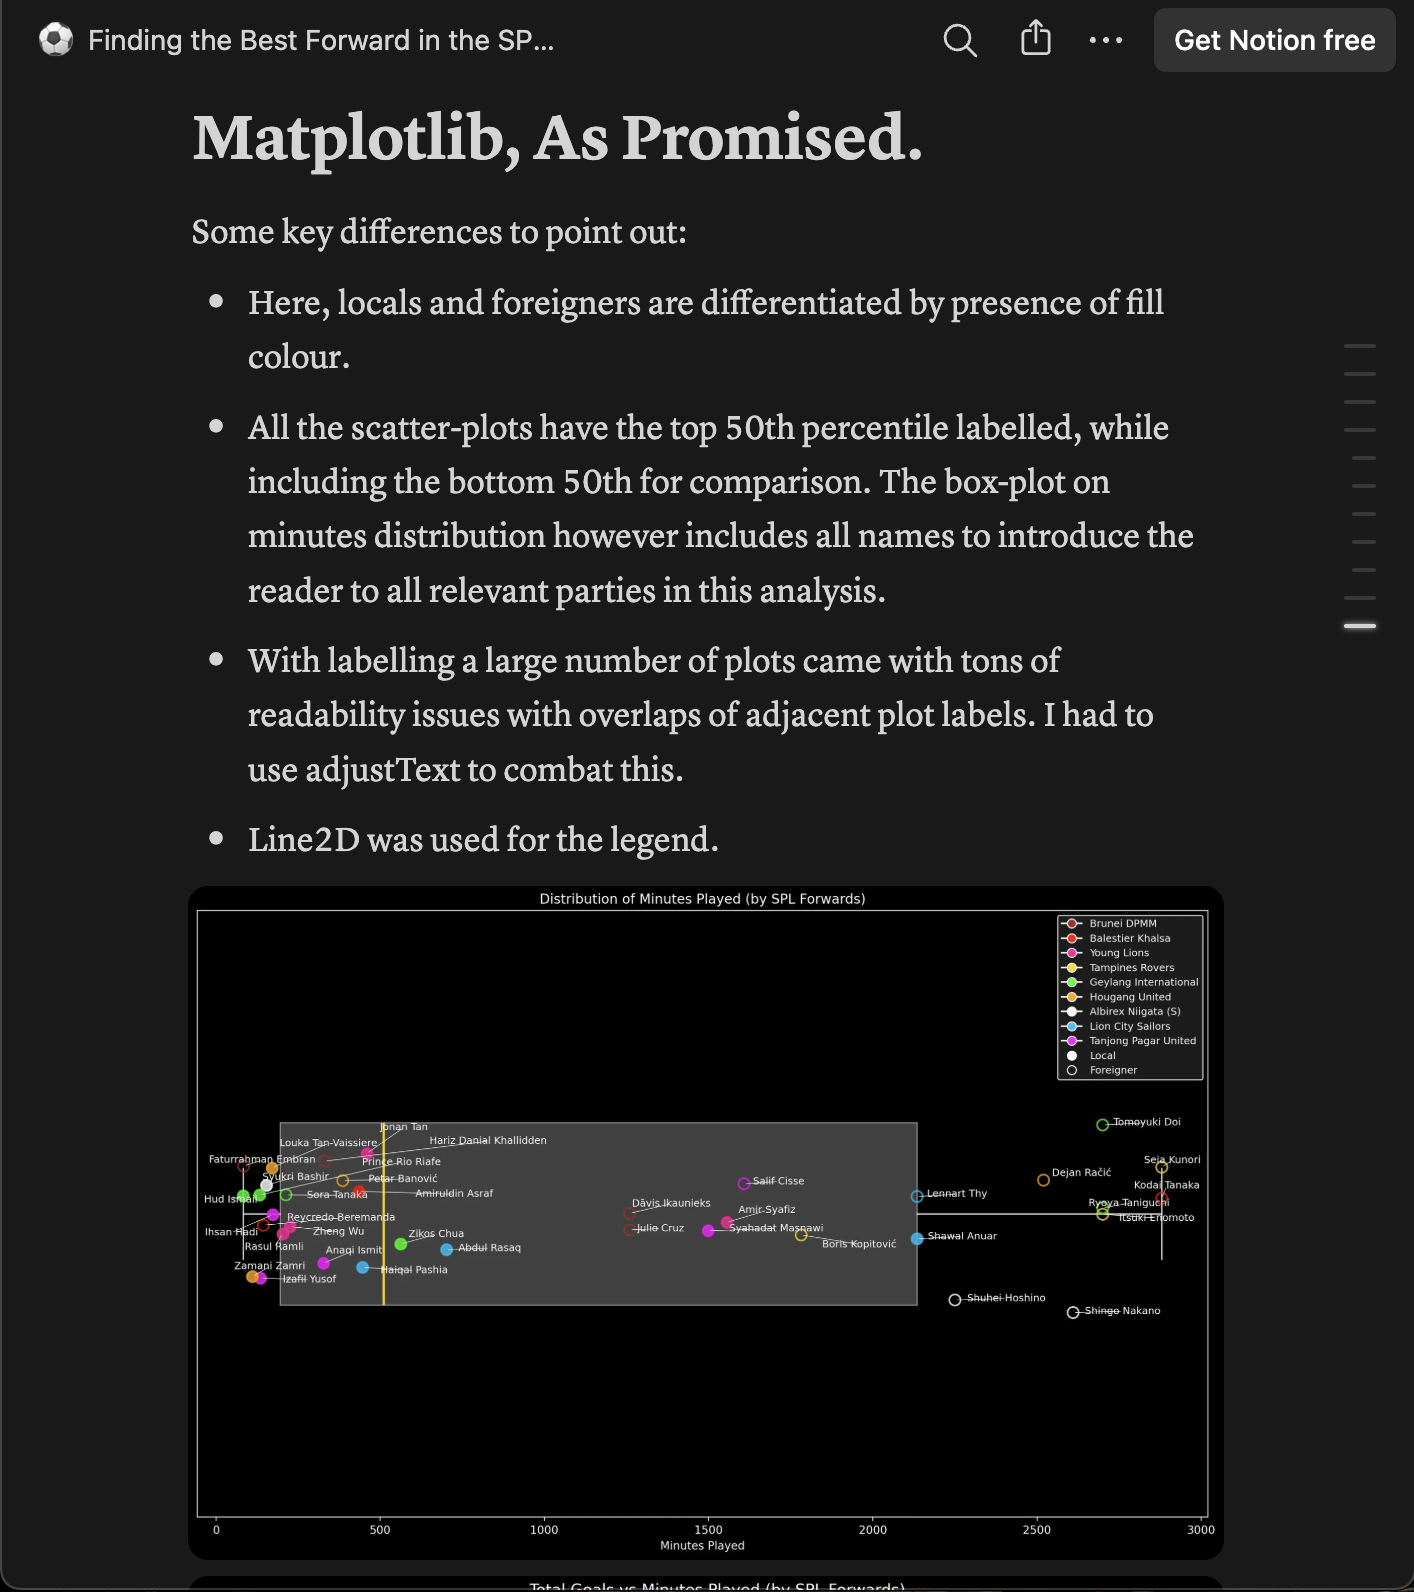 Finding the Best Forward in the SP...
Get Notion free
Matplotlib, As Promised.
Some key differences to point out:
Here, locals and foreigners are differentiated by presence of fill
colour.
All the scatter-plots have the top 50th percentile labelled, while
including the bottom 50th for comparison. The box-plot on
minutes distribution however includes all names to introduce the
reader to all relevant parties in this analysis.
With labelling a large number of plots came with tons of
readability issues with overlaps of adjacent plot labels. I had to
use adjustText to combat this.
Line2D was used for the legend.
Distribution of Minutes Played (by SPL Forwards)
Brunei DPMM
Balestier Khalsa
Young Lions
Tampines Rovers
Geylang International
Hougang United
Albirex Niigata (S)
Lion City Sailors
Tanjong Pagar United
Local
Foreigner
Tomoyuki Doi
Jonan Tan
Louka Tan-Vaissiere
Hariz Danial Khallidden
Faturrahman Embran
Prince Rio Riafe
Seia Kunori
Syukri Bashir
Petar Banović
Salif Cisse
Dejan Račić
Kodai Tanaka
Hud Ismail
Sora Tanaka
Amiruldin Asraf
Lennart Thy
Dāvis Ikaunieks
Ryoya Taniguchi
Amir Syafiz
Reycredo Beremanda
Itsuki Enomoto
Ihsan Hadi
Zheng Wu
Zikos Chua
Julio Cruz
Syahadat Masnawi
Shawal Anuar
Rasul Ramli
Anaqi Ismit
Abdul Rasaq
Boris Kopitović
Zamani Zamri
Haiqal Pashia
Izafil Yusof
Shuhei Hoshino
Shingo Nakano
0 500 1000 1500 2000 2500 3000
Minutes Played
Total Goals vs Minutes Played (by SPL Forwards)